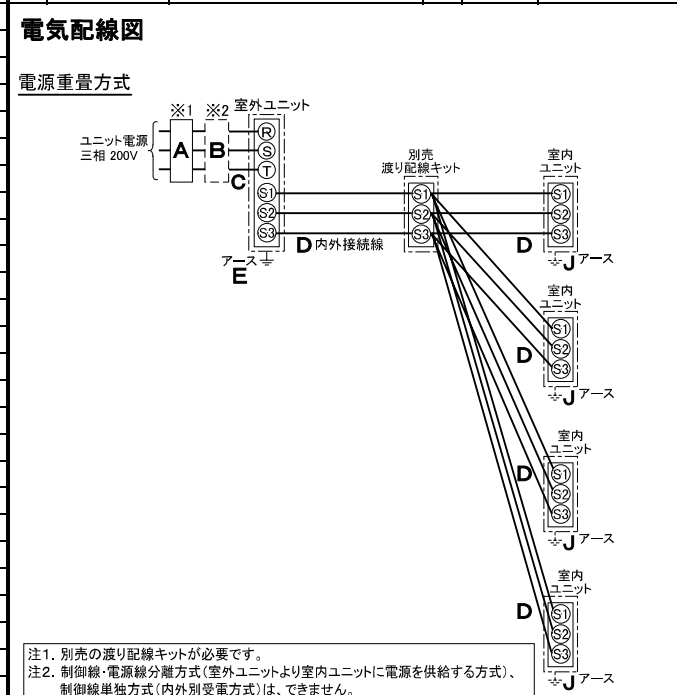 電気配線図
電源重畳方式
※1 ※2 室外ユニット
ユニット電源
三相 200V
A B
R
S
T
C
S1
S2
S3
D 内外接続線
アース
E
別売
渡り配線キット
S1
S2
S3
室内
ユニット
S1
S2
S3
D
J アース
室内
ユニット
S1
S2
S3
D
J アース
室内
ユニット
S1
S2
S3
D
J アース
室内
ユニット
S1
S2
S3
D
J アース
注1. 別売の渡り配線キットが必要です。
注2. 制御線・電源線分離方式(室外ユニットより室内ユニットに電源を供給する方式)、
制御線単独方式(内外別受電方式)は、できません。